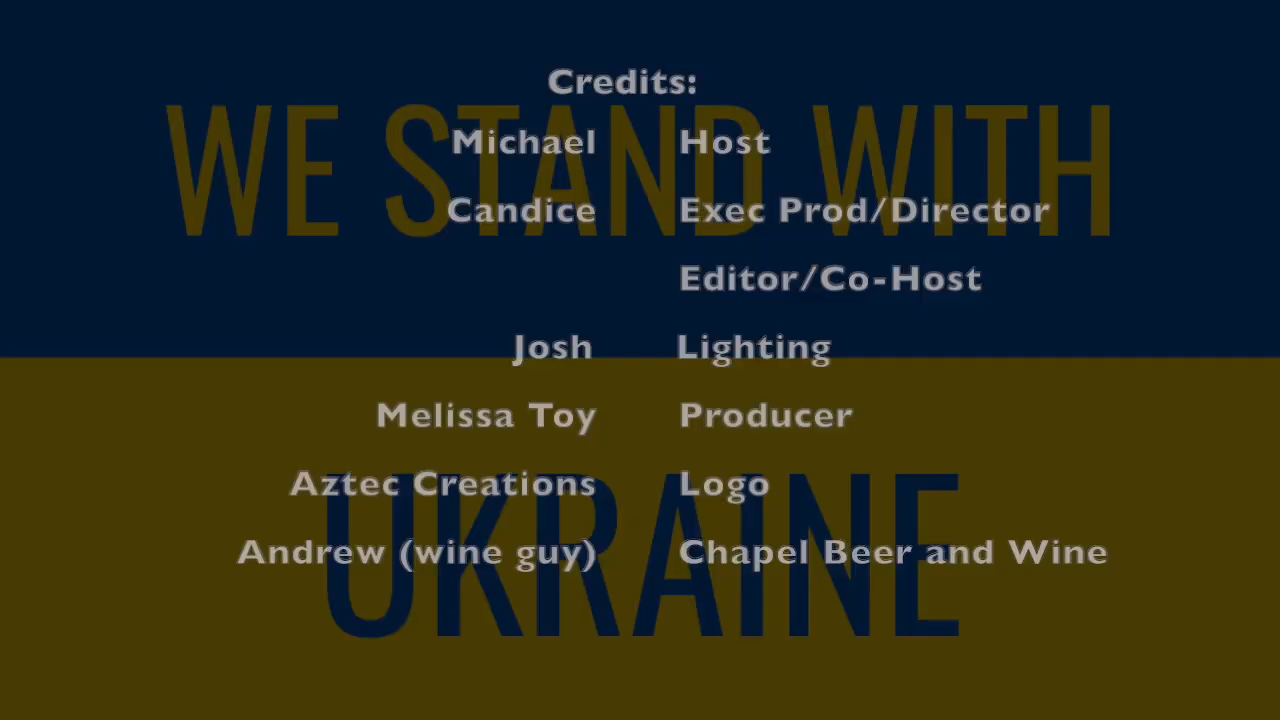 Credits:
WE STAND WITH
Michael Host
Candice Exec Prod/Director
Editor/Co-Host
Josh Lighting
Melissa Toy Producer
UKRAINE
Aztec Creations Logo
Andrew (wine guy) Chapel Beer and Wine